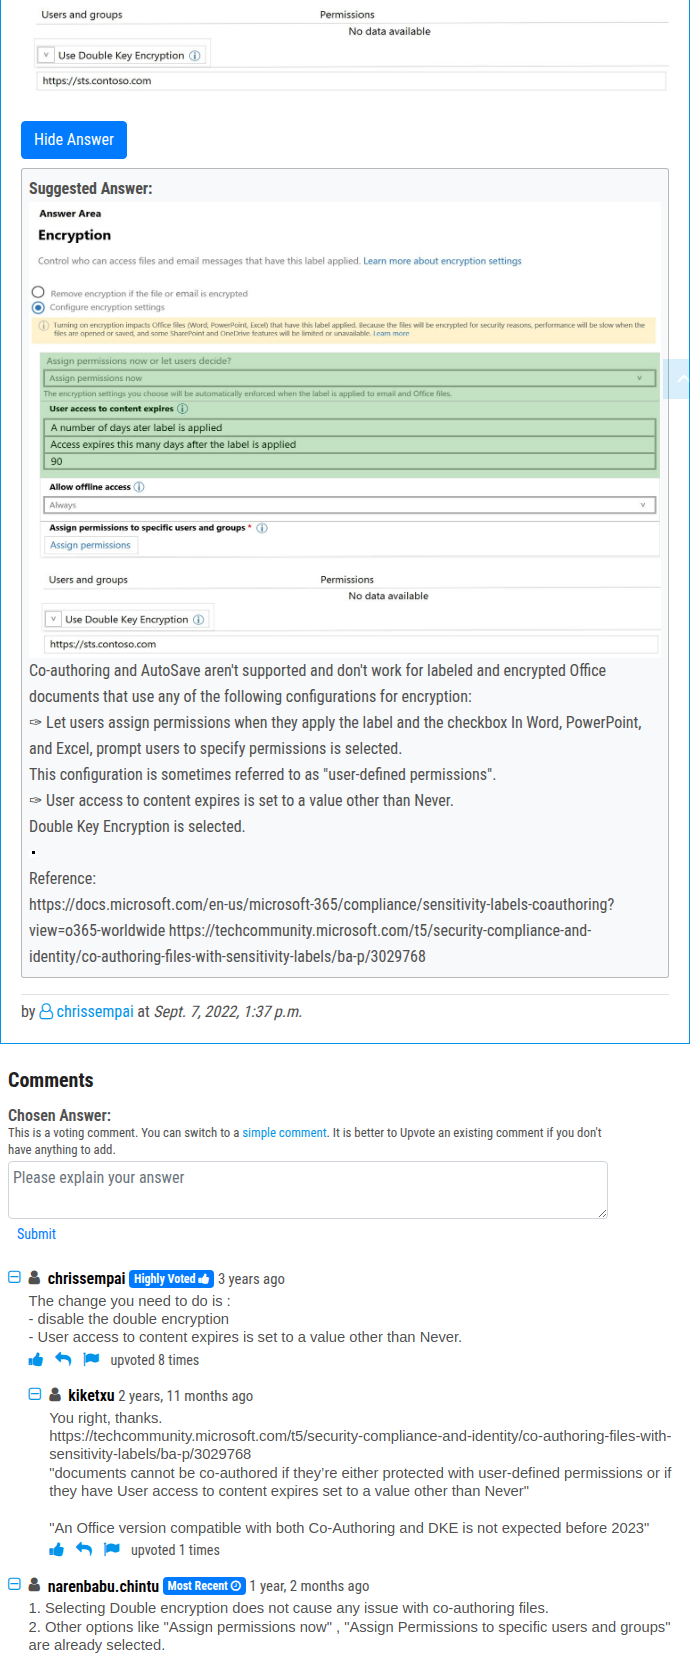 Users and groups Permissions
No data available
Use Double Key Encryption
https://sts.contoso.com
Hide Answer
Suggested Answer:
Answer Area
Encryption
Control who can access files and email messages that have this label applied. Learn more about encryption settings
Remove encryption if the file or email is encrypted
Configure encryption settings
Turning on encryption impacts Office files (Word, PowerPoint, Excel) that have this label applied. Because the files will be encrypted for security reasons, performance will be slow when the
files are opened or saved, and some SharePoint and OneDrive features will be limited or unavailable. Learn more
Assign permissions now or let users decide?
Assign permissions now
The encryption settings you choose will be automatically enforced when the label is applied to email and Office files.
User access to content expires
A number of days ater label is applied
Access expires this many days after the label is applied
90
Allow offline access
Always
Assign permissions to specific users and groups *
Assign permissions
Users and groups Permissions
No data available
Use Double Key Encryption
https://sts.contoso.com
Co-authoring and AutoSave aren't supported and don't work for labeled and encrypted Office
documents that use any of the following configurations for encryption:
✑ Let users assign permissions when they apply the label and the checkbox In Word, PowerPoint,
and Excel, prompt users to specify permissions is selected.
This configuration is sometimes referred to as "user-defined permissions".
✑ User access to content expires is set to a value other than Never.
Double Key Encryption is selected.
Reference:
https://docs.microsoft.com/en-us/microsoft-365/compliance/sensitivity-labels-coauthoring?
view=o365-worldwide https://techcommunity.microsoft.com/t5/security-compliance-and-
identity/co-authoring-files-with-sensitivity-labels/ba-p/3029768
by chrissempai at Sept. 7, 2022, 1:37 p.m.
Comments
Chosen Answer:
This is a voting comment. You can switch to a simple comment. It is better to Upvote an existing comment if you don't
have anything to add.
Please explain your answer
Submit
chrissempai Highly Voted 3 years ago
The change you need to do is :
- disable the double encryption
- User access to content expires is set to a value other than Never.
upvoted 8 times
kiketxu 2 years, 11 months ago
You right, thanks.
https://techcommunity.microsoft.com/t5/security-compliance-and-identity/co-authoring-files-with-
sensitivity-labels/ba-p/3029768
"documents cannot be co-authored if they're either protected with user-defined permissions or if
they have User access to content expires set to a value other than Never"
"An Office version compatible with both Co-Authoring and DKE is not expected before 2023"
upvoted 1 times
narenbabu.chintu Most Recent 1 year, 2 months ago
1. Selecting Double encryption does not cause any issue with co-authoring files.
2. Other options like "Assign permissions now" , "Assign Permissions to specific users and groups"
are already selected.